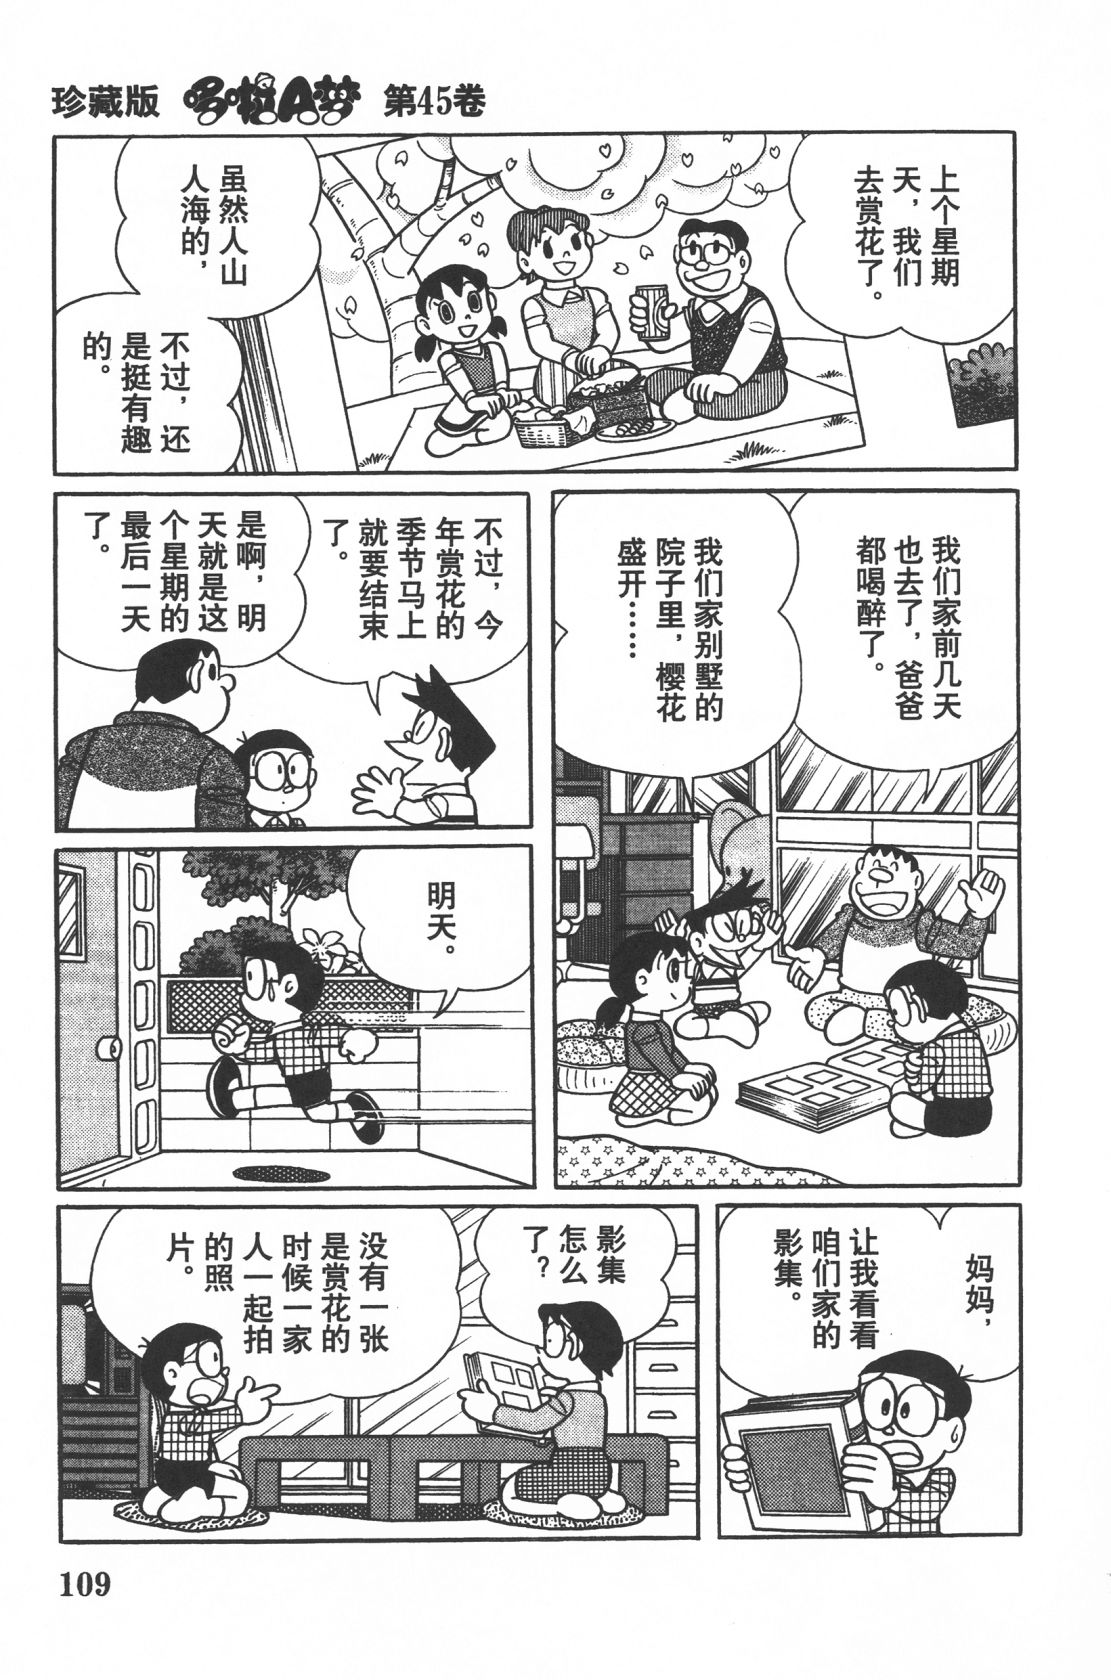 珍藏版 哆啦A梦 第45卷
上个星期
天，我们
去赏花了。
虽然人山
人海的，
不过，还
是挺有趣
的。
我们家前几天
也去了，爸爸
都喝醉了。
我们家别墅的
院子里，樱花
盛开……
不过，今
年赏花的
季节马上
就要结束
了。
是啊，明
天就是这
个星期的
最后一天
了。
明天。
妈妈，
让我看看
咱们家的
影集。
影集
怎么
了？
没有一张
是赏花的
时候一家
人一起拍
的照
片。
109